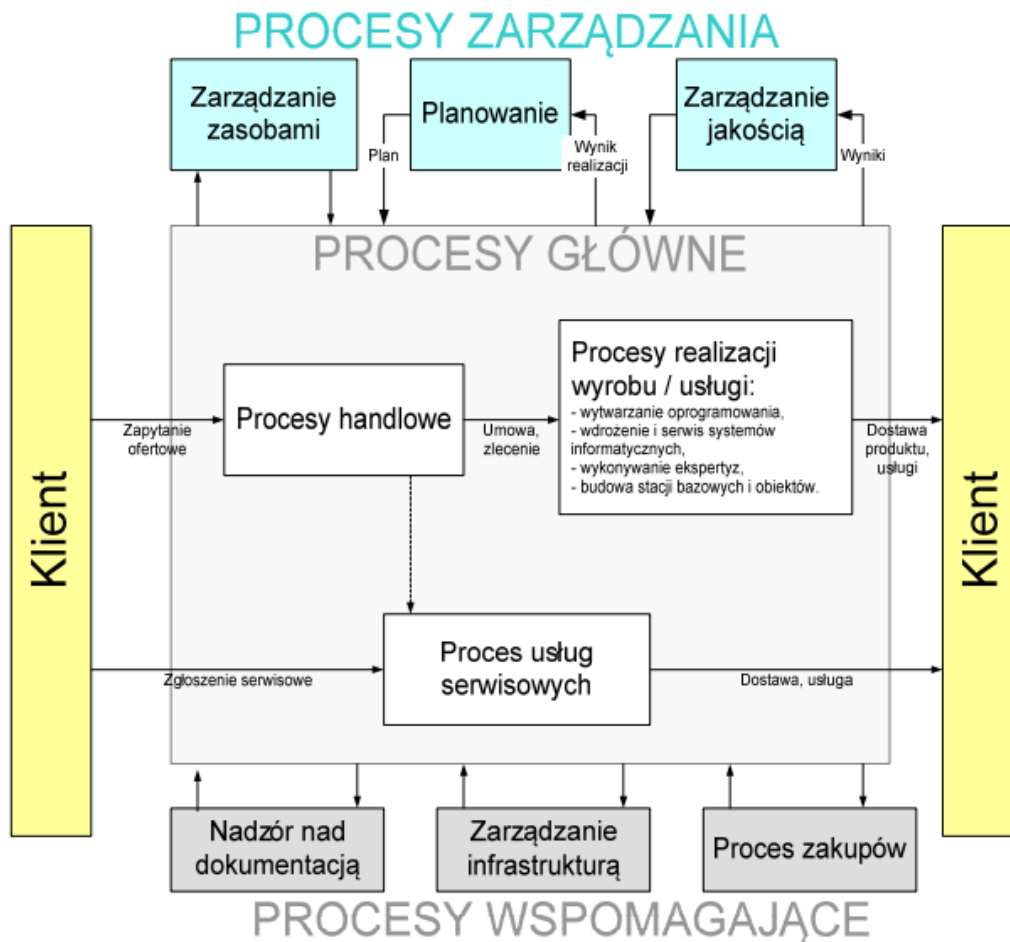 PROCESY ZARZĄDZANIA
Zarządzanie
zasobami
Planowanie
Zarządzanie
jakością
Plan
Wynik
realizacji
Wyniki
PROCESY GŁÓWNE
Klient
Zapytanie
ofertowe
Procesy handlowe
Umowa,
zlecenie
Procesy realizacji
wyrobu / usługi:
- wytwarzanie oprogramowania,
- wdrożenie i serwis systemów
informatycznych,
- wykonywanie ekspertyz,
- budowa stacji bazowych i obiektów.
Dostawa
produktu,
usługi
Klient
Zgłoszenie serwisowe
Proces usług
serwisowych
Dostawa, usługa
Nadzór nad
dokumentacją
Zarządzanie
infrastrukturą
Proces zakupów
PROCESY WSPOMAGAJĄCE